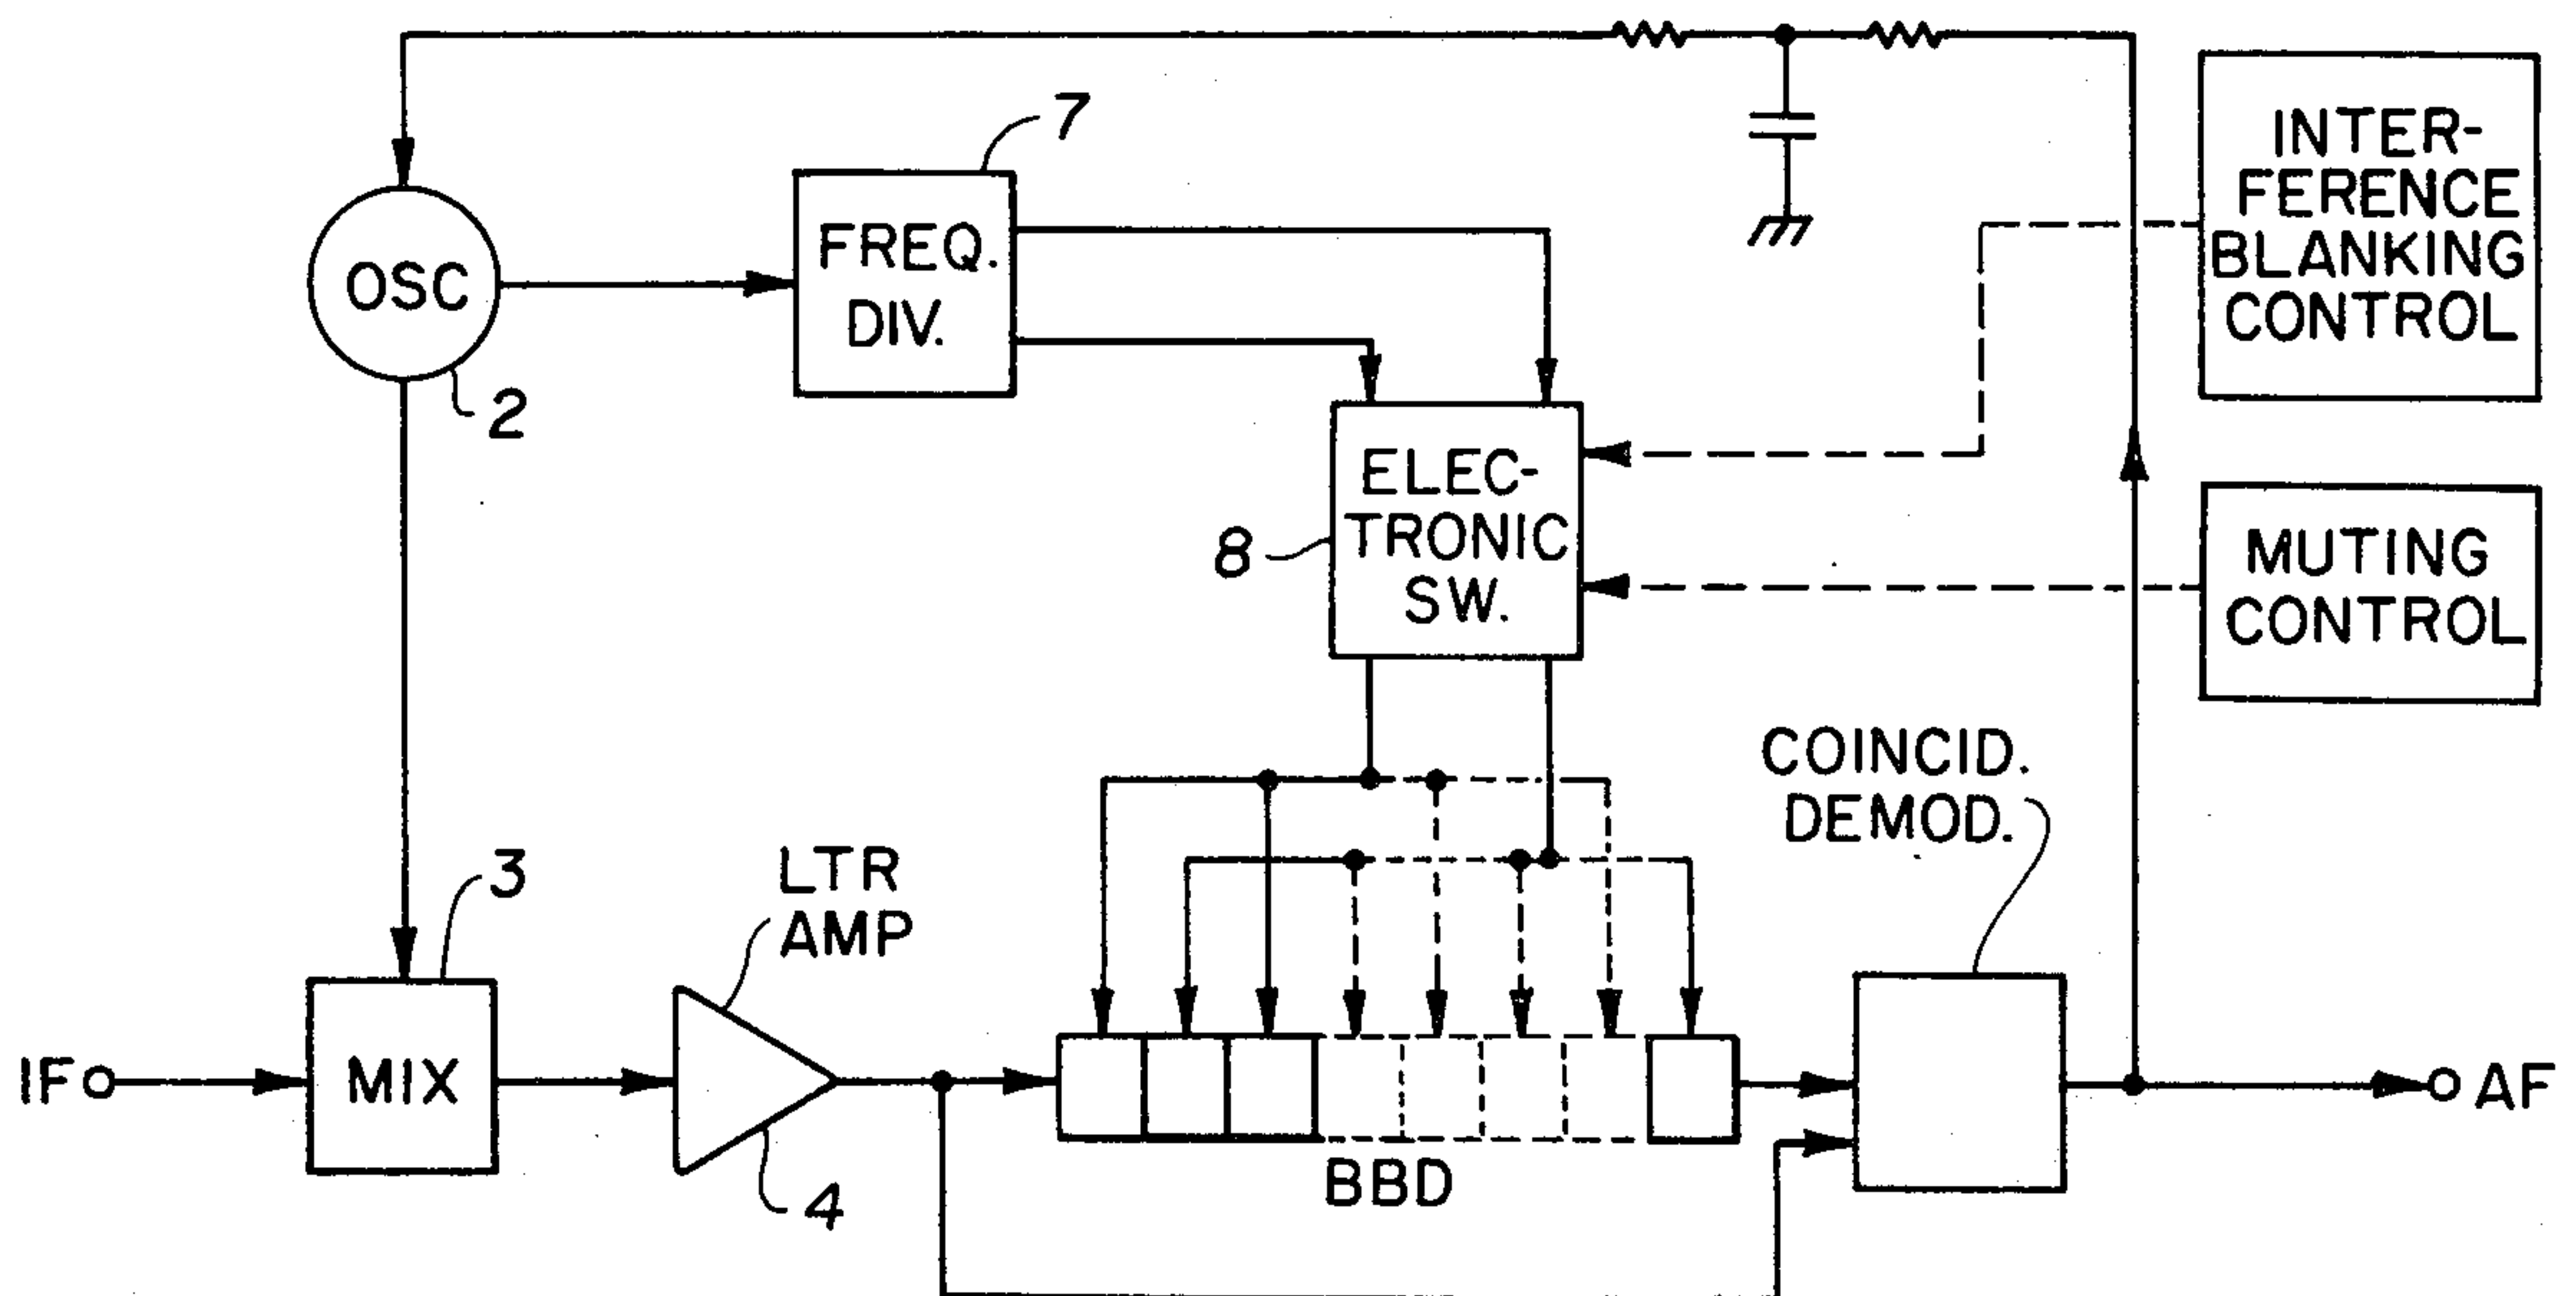 7
INTER-
FERENCE
BLANKING
CONTROL
OSC
FREQ.
DIV.
2
ELEC-
TRONIC
SW.
8
MUTING
CONTROL
COINCID.
DEMOD.
3
LTR
AMP
IF
MIX
AF
BBD
4